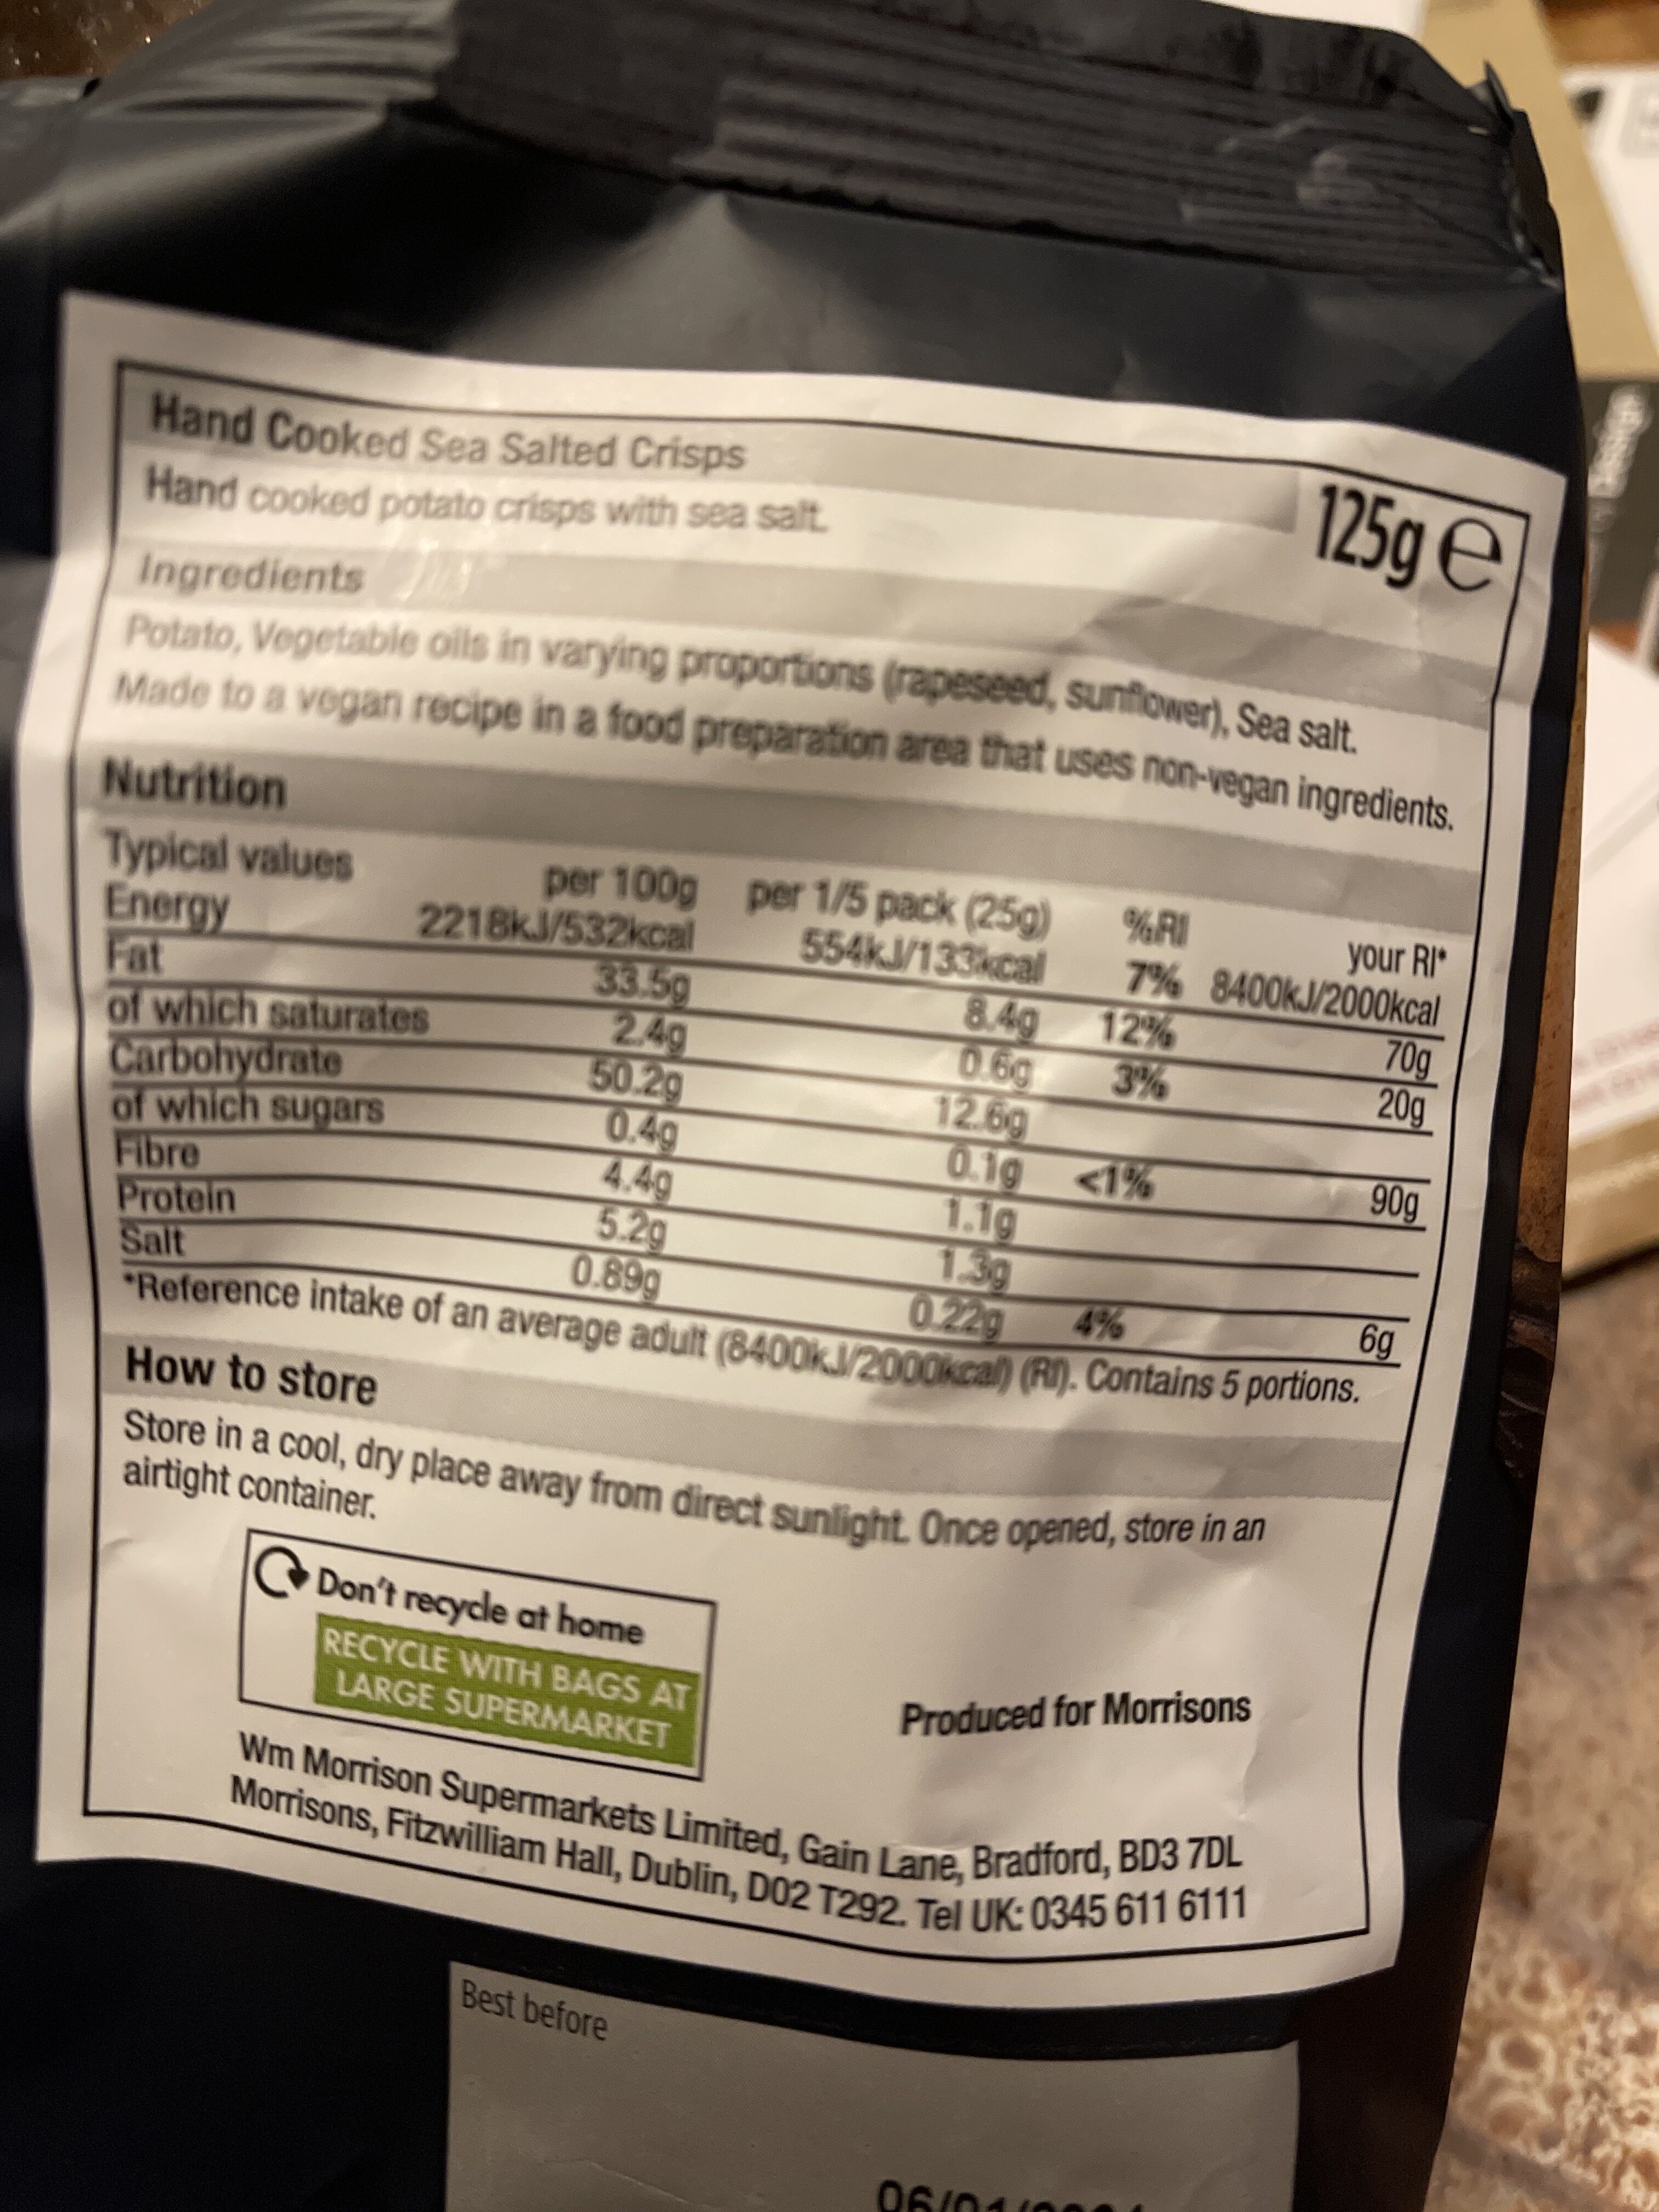 Hand Cooked Sea Salted Crisps
125g e
Hand cooked potato crisps with sea salt.
Ingredients
Potato, Vegetable oils in varying proportions (rapeseed, sunflower), Sea salt.
Made to a vegan recipe in a food preparation area that uses non-vegan ingredients.
Nutrition
Typical values per 100g per 1/5 pack (25g) %RI your RI*
Energy 2218kJ/532kcal 554kJ/133kcal 7% 8400kJ/2000kcal
Fat 33.5g 8.4g 12% 70g
of which saturates 2.4g 0.6g 3% 20g
Carbohydrate 50.2g 12.6g
of which sugars 0.4g 0.1g <1% 90g
Fibre 4.4g 1.1g
Protein 5.2g 1.3g
Salt 0.89g 0.22g 4% 6g
*Reference intake of an average adult (8400kJ/2000kcal) (RI). Contains 5 portions.
How to store
Store in a cool, dry place away from direct sunlight. Once opened, store in an
airtight container.
Don't recycle at home
RECYCLE WITH BAGS AT
LARGE SUPERMARKET
Produced for Morrisons
Wm Morrison Supermarkets Limited, Gain Lane, Bradford, BD3 7DL
Morrisons, Fitzwilliam Hall, Dublin, D02 T292. Tel UK: 0345 611 6111
Best before